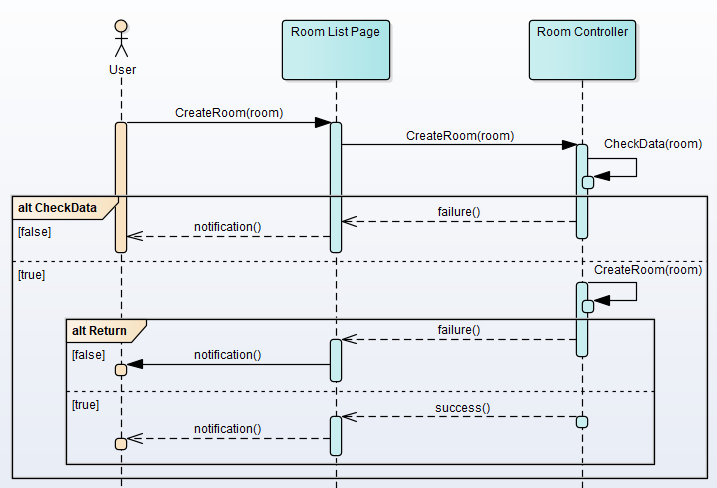 User
Room List Page
Room Controller
CreateRoom(room)
CreateRoom(room)
CheckData(room)
alt CheckData
[false]
failure()
notification()
[true]
CreateRoom(room)
alt Return
[false]
failure()
notification()
[true]
success()
notification()